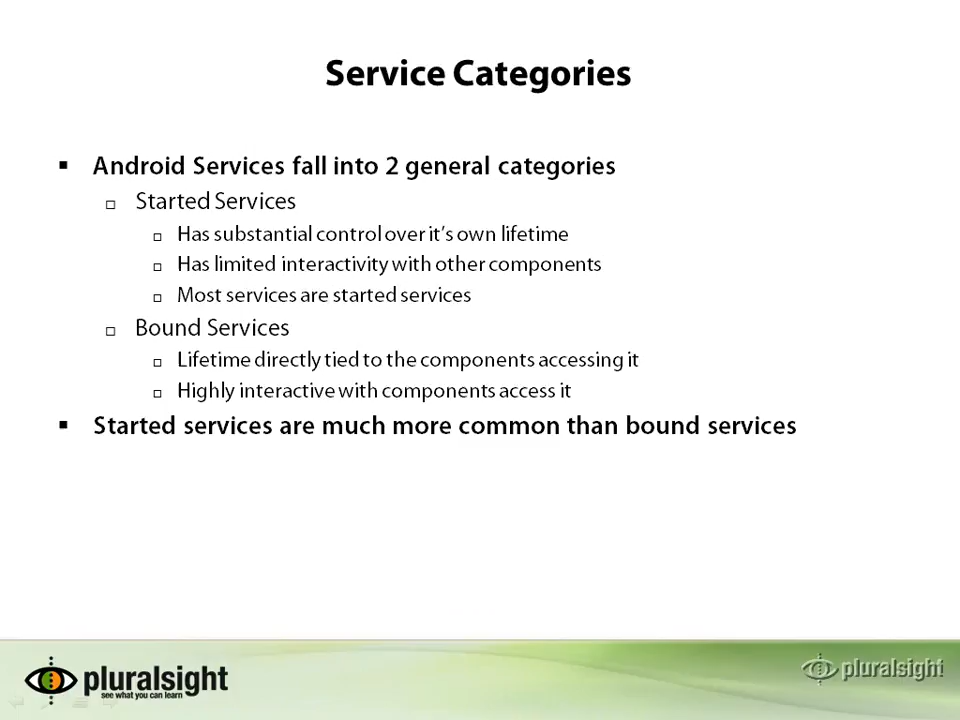 Service Categories
▪ Android Services fall into 2 general categories
□ Started Services
□ Has substantial control over it's own lifetime
□ Has limited interactivity with other components
□ Most services are started services
□ Bound Services
□ Lifetime directly tied to the components accessing it
□ Highly interactive with components access it
▪ Started services are much more common than bound services
pluralsight
see what you can learn
pluralsight